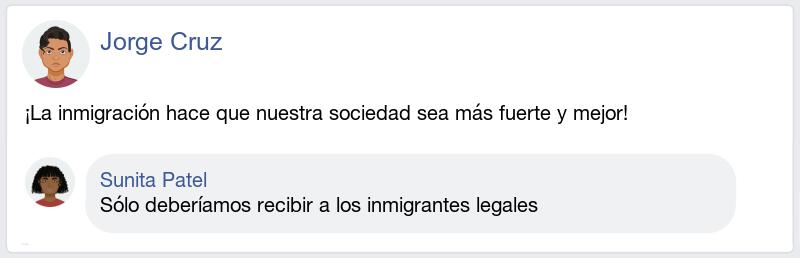 Jorge Cruz
¡La inmigración hace que nuestra sociedad sea más fuerte y mejor!
Sunita Patel
Sólo deberíamos recibir a los inmigrantes legales